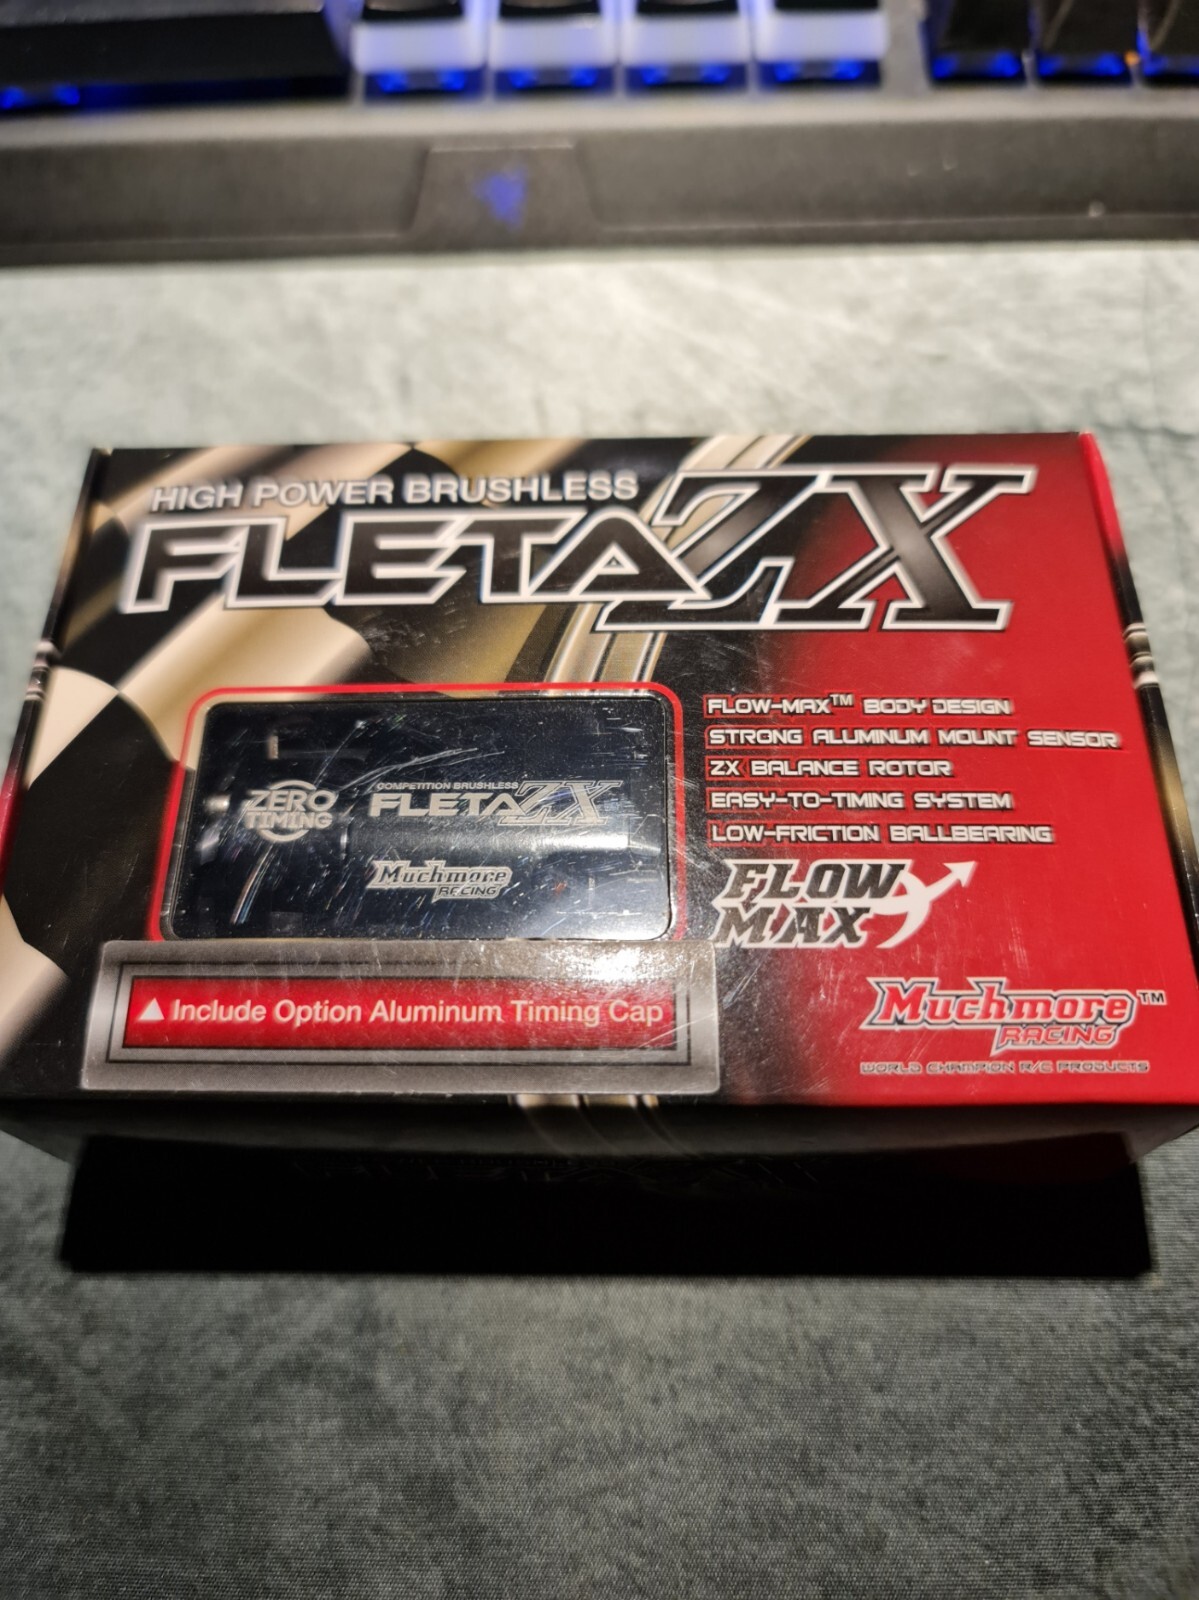 HIGH POWER BRUSHLESS
FLETA ZX
FLOW-MAX™ BODY DESIGN
STRONG ALUMINUM MOUNT SENSOR
ZX BALANCE ROTOR
EASY-TO-TIMING SYSTEM
LOW-FRICTION BALLBEARING
ZERO
TIMING
COMPETITION BRUSHLESS
FLETA ZX
Muchmore
RACING
FLOW
MAX
▲ Include Option Aluminum Timing Cap
Muchmore™
RACING
WORLD CHAMPION R/C PRODUCTS